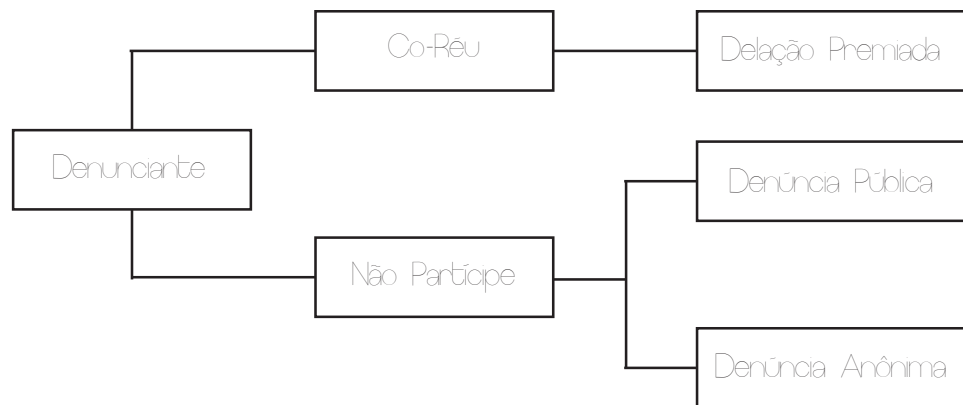 Co-Réu
Delação Premiada
Denunciante
Denúncia Pública
Não Partícipe
Denúncia Anônima